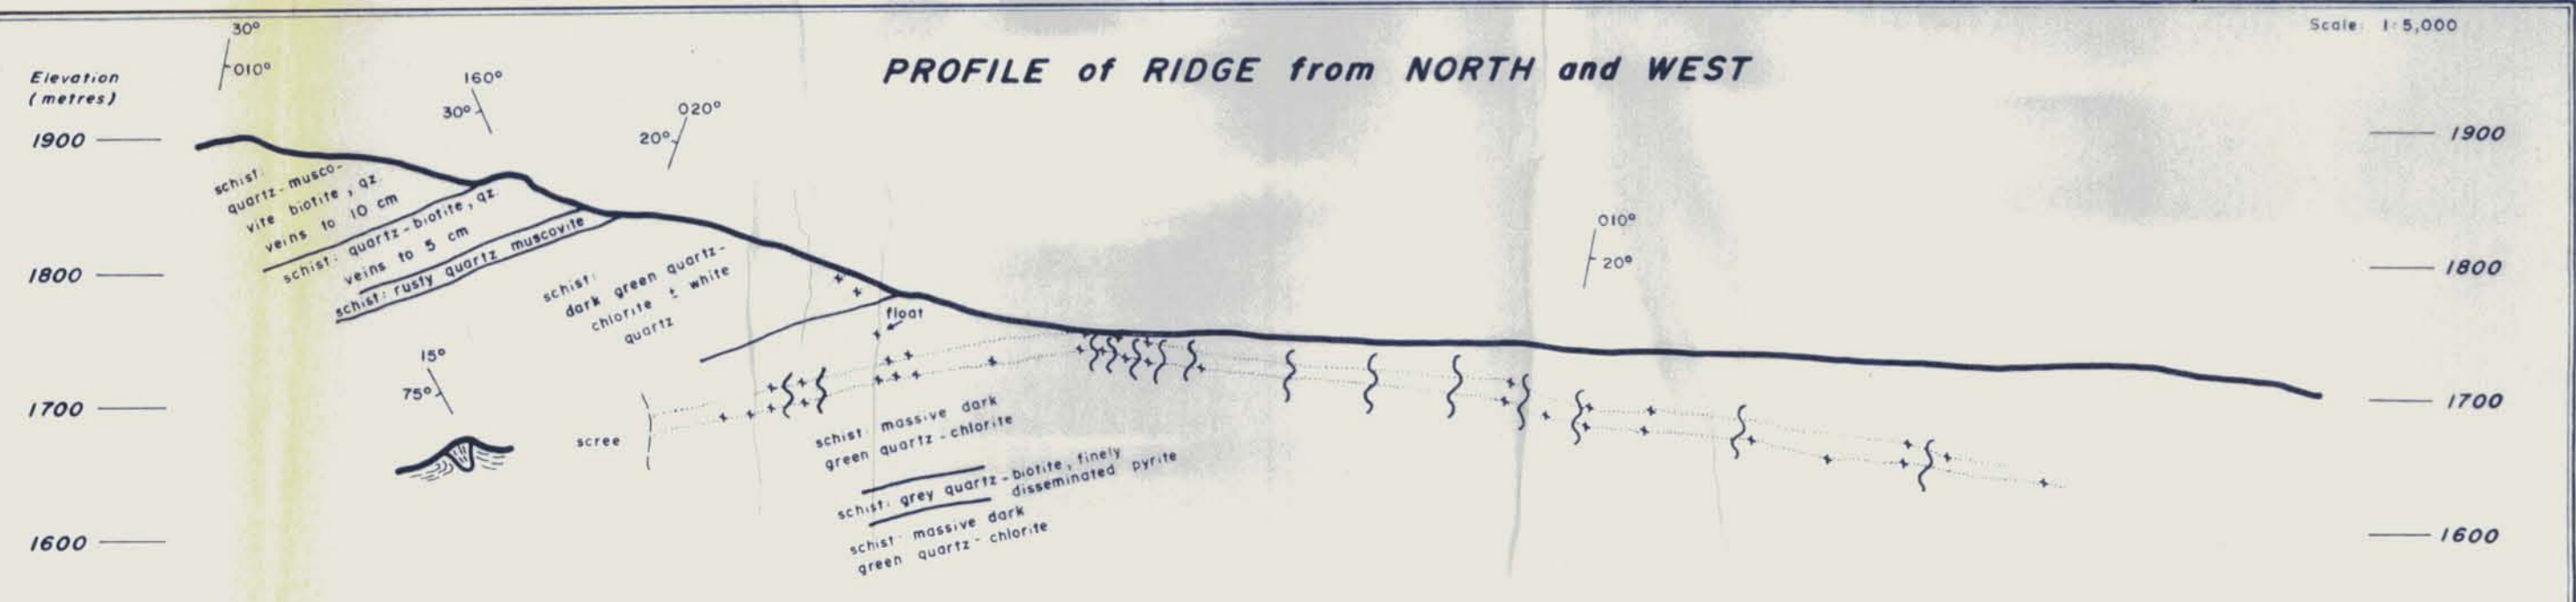 Scale: 1:5,000
PROFILE of RIDGE from NORTH and WEST
Elevation
(metres)
1900
1800
1700
1600
30°
010°
160°
30°
020°
20°
schist:
quartz-musco-
vite biotite, qz.
veins to 10 cm
schist: quartz-biotite, qz.
veins to 5 cm
schist: rusty quartz muscovite
schist:
dark green quartz-
chlorite ± white
quartz
float
15°
75°
scree
schist: massive dark
green quartz-chlorite
schist: grey quartz-biotite, finely
disseminated pyrite
schist: massive dark
green quartz-chlorite
010°
20°
1900
1800
1700
1600